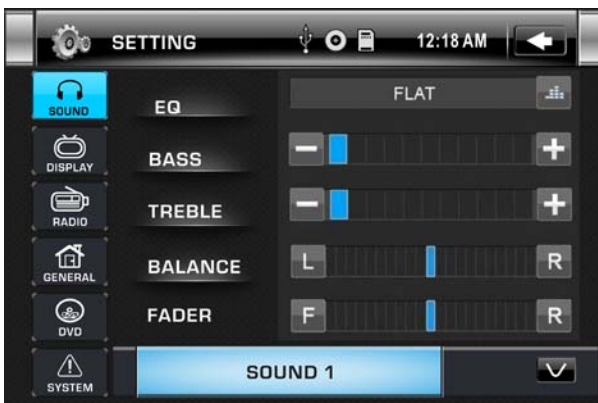 SETTING 12:18 AM
SOUND
EQ
FLAT
DISPLAY
BASS
− +
RADIO
TREBLE
− +
GENERAL
BALANCE
L R
DVD
FADER
F R
SYSTEM
SOUND 1